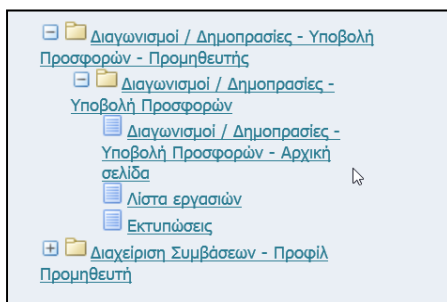 Διαγωνισμοί / Δημοπρασίες - Υποβολή
Προσφορών - Προμηθευτής
Διαγωνισμοί / Δημοπρασίες -
Υποβολή Προσφορών
Διαγωνισμοί / Δημοπρασίες -
Υποβολή Προσφορών - Αρχική
σελίδα
Λίστα εργασιών
Εκτυπώσεις
Διαχείριση Συμβάσεων - Προφίλ
Προμηθευτή